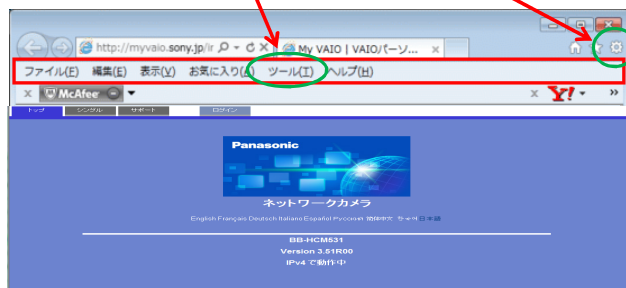 http://myvaio.sony.jp/ir My VAIO | VAIOパーソ... x
ファイル(F) 編集(E) 表示(V) お気に入り(A) ツール(T) ヘルプ(H)
x McAfee x Y! »
トップ シングル サポート ログイン
Panasonic
ネットワークカメラ
English Français Deutsch Italiano Español Русский 简体中文 한국어 日本語
BB-HCM531
Version 3.51R00
IPv4 で動作中